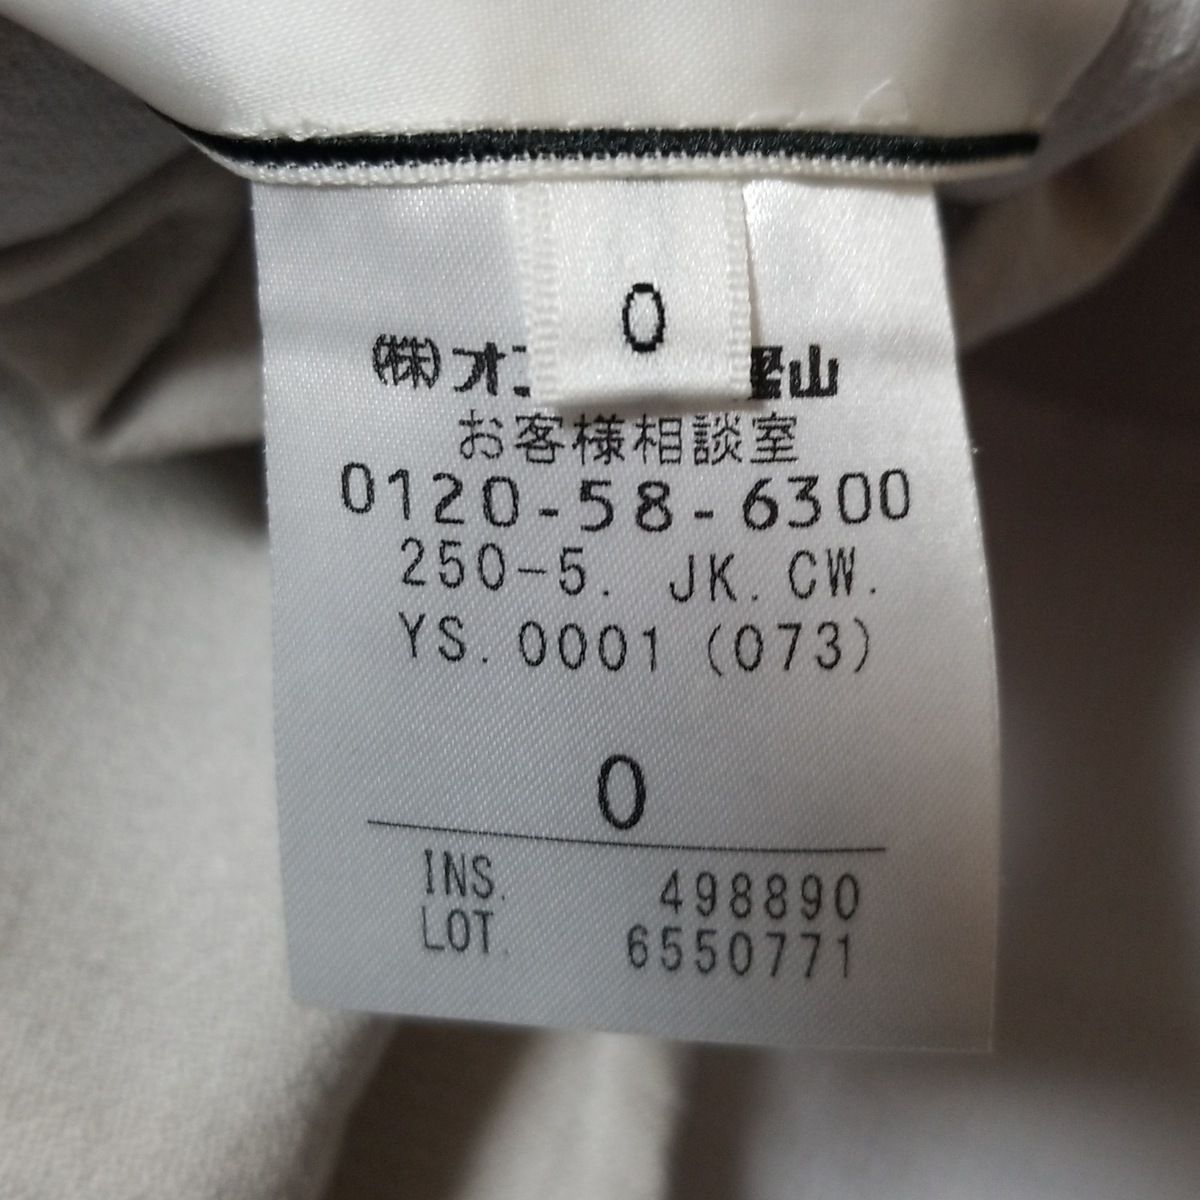 0
㈱オ 山
お客様相談室
0120-58-6300
250-5. JK. CW.
YS. 0001 (073)
0
INS. 498890
LOT. 6550771